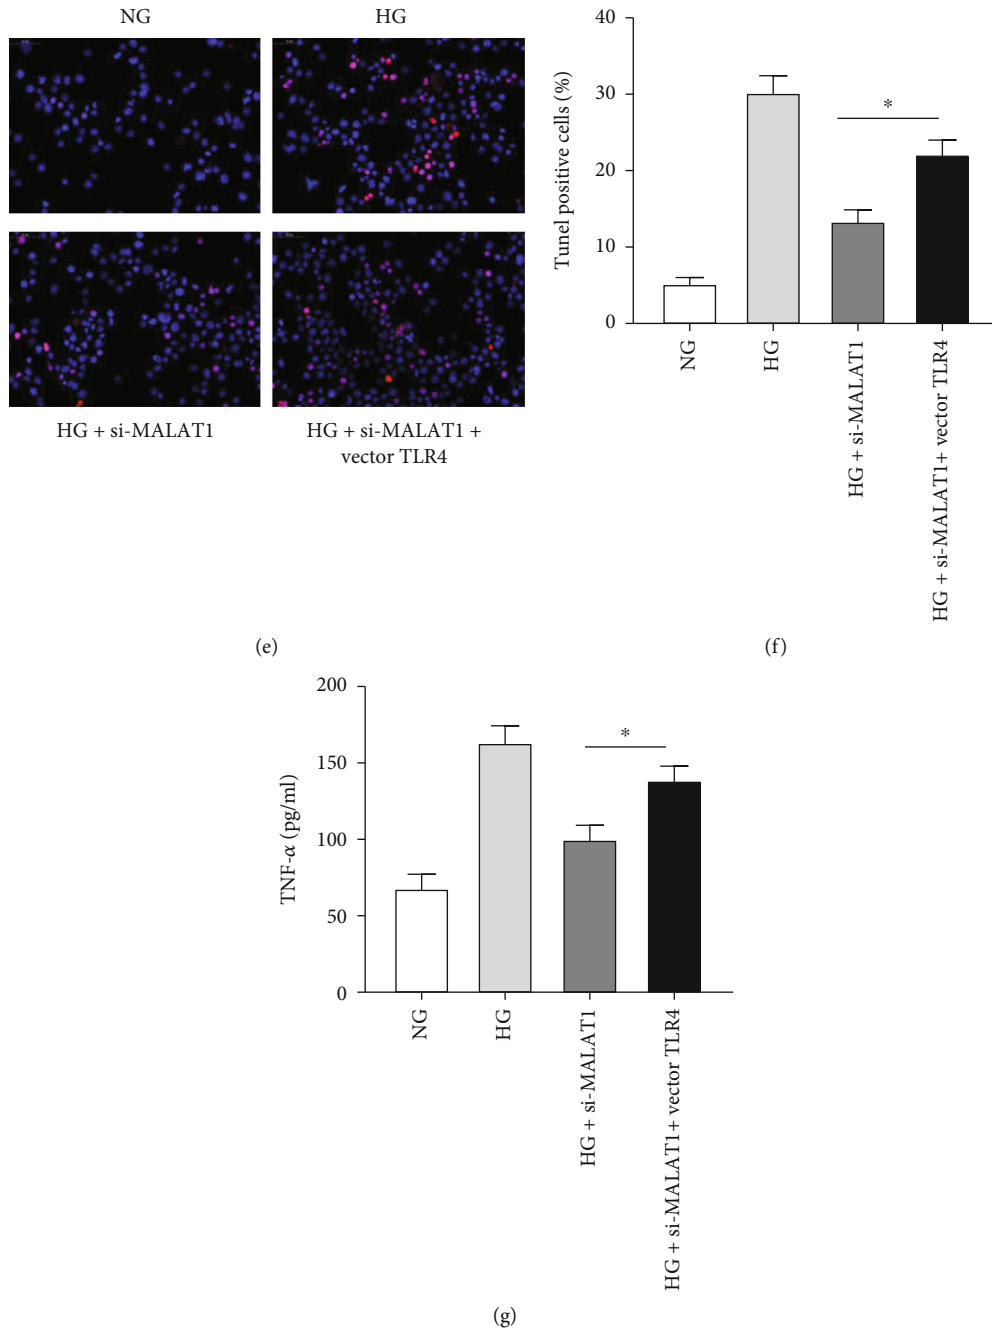 NG
HG
HG + si-MALAT1
HG + si-MALAT1 +
vector TLR4
(e)
Tunel positive cells (%)
40
30
20
10
0
*
NG
HG
HG + si-MALAT1
HG + si-MALAT1+ vector TLR4
(f)
TNF-α (pg/ml)
200
150
100
50
0
*
NG
HG
HG + si-MALAT1
HG + si-MALAT1+ vector TLR4
(g)